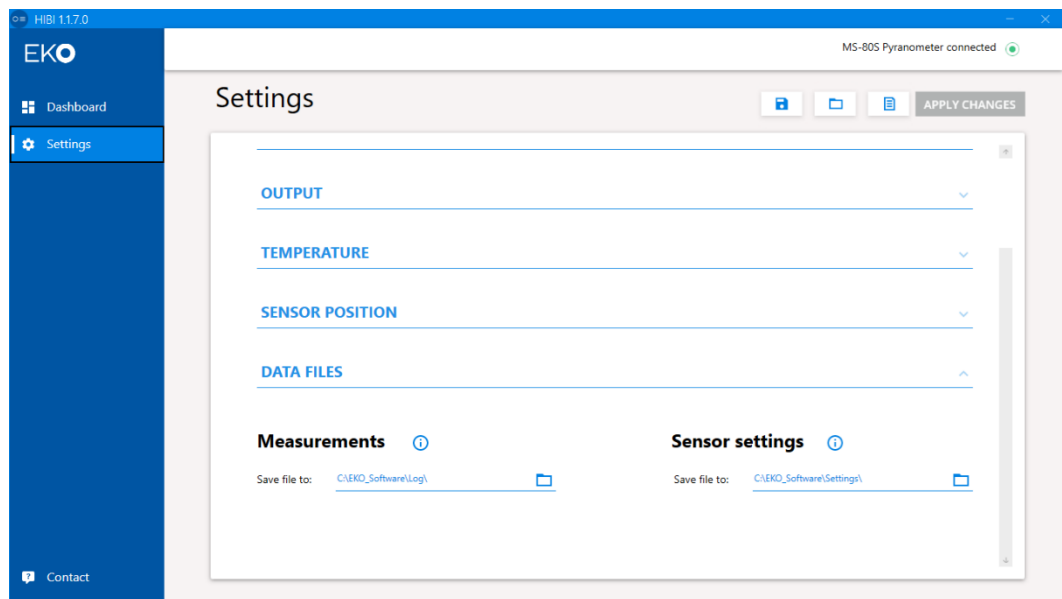 HIBI 1.1.7.0
EKO
MS-80S Pyranometer connected
Dashboard
Settings
Contact
Settings
APPLY CHANGES
OUTPUT
TEMPERATURE
SENSOR POSITION
DATA FILES
Measurements
Sensor settings
Save file to: C:\EKO_Software\Log\
Save file to: C:\EKO_Software\Settings\